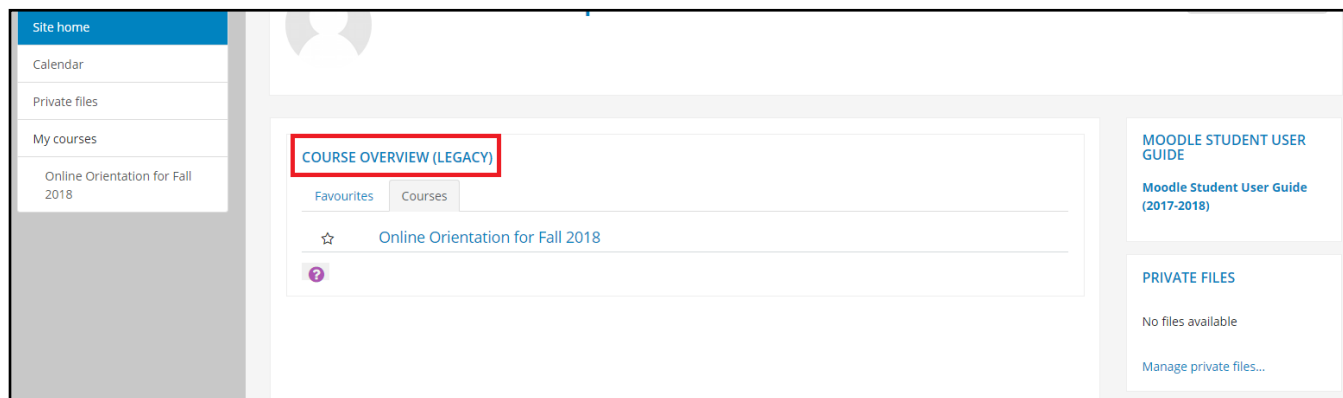 Site home
Calendar
Private files
My courses
Online Orientation for Fall
2018
COURSE OVERVIEW (LEGACY)
Favourites
Courses
Online Orientation for Fall 2018
?
MOODLE STUDENT USER
GUIDE
Moodle Student User Guide
(2017-2018)
PRIVATE FILES
No files available
Manage private files...